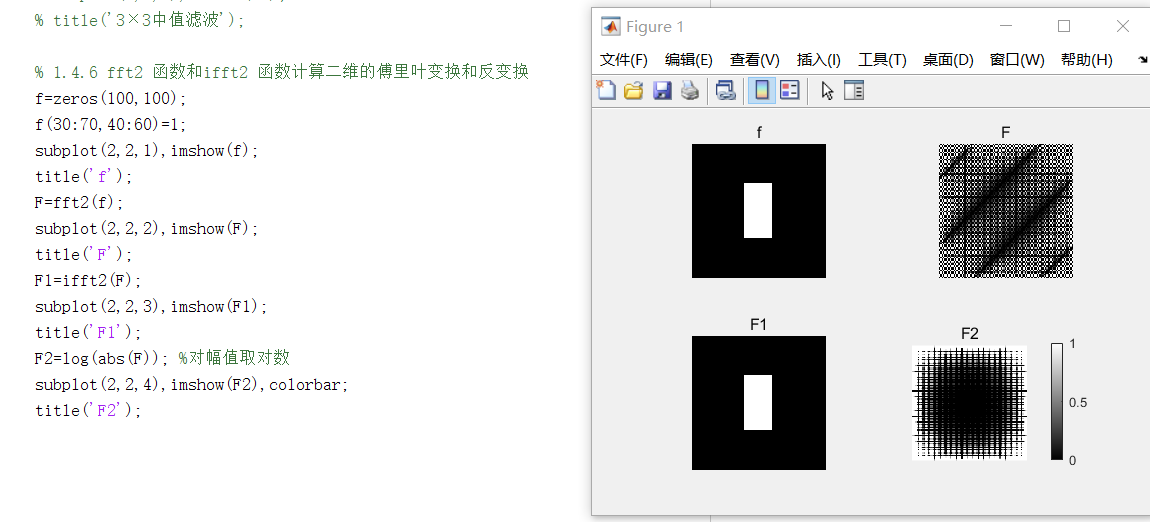 % title('3×3中值滤波');
% 1.4.6 fft2 函数和ifft2 函数计算二维的傅里叶变换和反变换
f=zeros(100,100);
f(30:70,40:60)=1;
subplot(2,2,1),imshow(f);
title('f');
F=fft2(f);
subplot(2,2,2),imshow(F);
title('F');
F1=ifft2(F);
subplot(2,2,3),imshow(F1);
title('F1');
F2=log(abs(F)); %对幅值取对数
subplot(2,2,4),imshow(F2),colorbar;
title('F2');
Figure 1
文件(F) 编辑(E) 查看(V) 插入(I) 工具(T) 桌面(D) 窗口(W) 帮助(H)
f
F
F1
F2
1
0.5
0